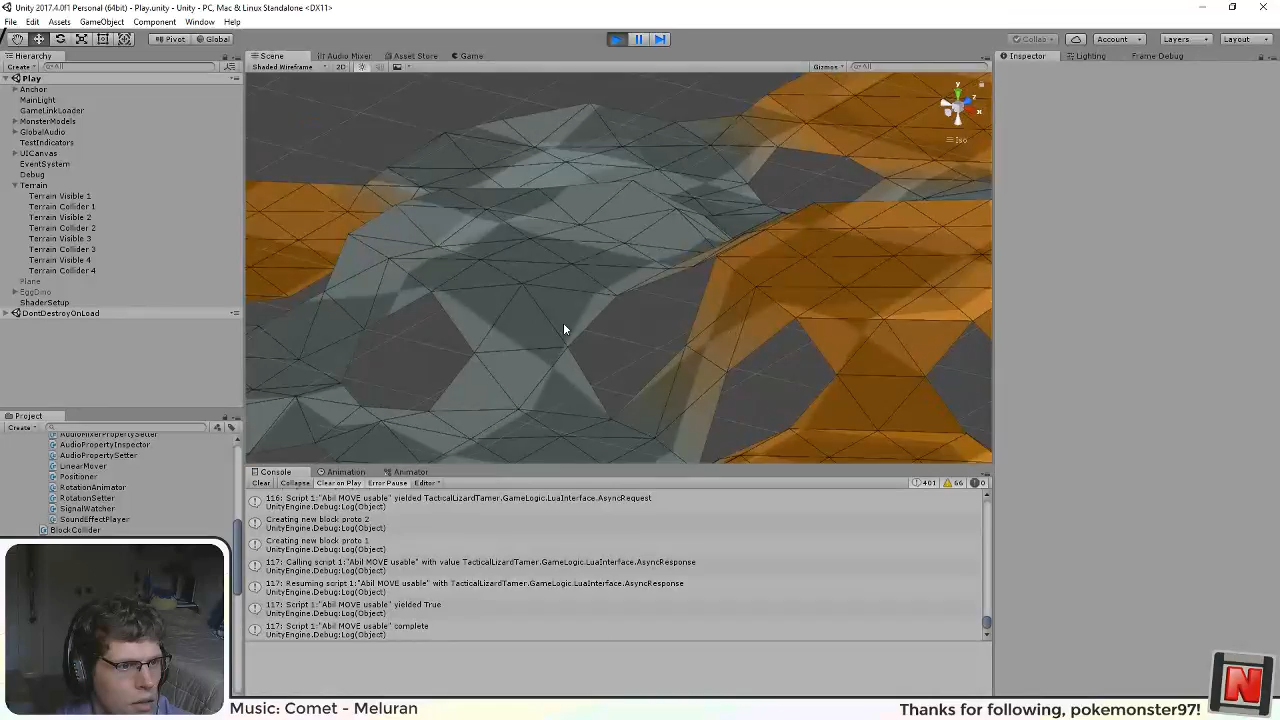 Unity 2017.4.0f1 Personal (64bit) - Play.unity - Unity - PC, Mac & Linux Standalone <DX11>
File Edit Assets GameObject Component Window Help
Pivot Global Collab Account Layers Layout
Hierarchy Scene Audio Mixer Asset Store Game Inspector Lighting Frame Debug
Create All Shaded Wireframe 2D Gizmos All
Play
Anchor
MainLight
GameLinkLoader
MonsterModels
GlobalAudio
TestIndicators
UICanvas
EventSystem
Debug
Terrain
Terrain Visible 1
Terrain Collider 1
Terrain Visible 2
Terrain Collider 2
Terrain Visible 3
Terrain Collider 3
Terrain Visible 4
Terrain Collider 4
Plane
EggDino
ShaderSetup
DontDestroyOnLoad
y
z
x
Iso
Project
Create
AudioMixerPropertySetter
AudioPropertyInspector
AudioPropertySetter
LinearMover
Positioner
RotationAnimator
RotationSetter
SignalWatcher
SoundEffectPlayer
BlockCollider
Console Animation Animator
Clear Collapse Clear on Play Error Pause Editor 401 66 0
116: Script 1:"Abil MOVE usable" yielded TacticalLizardTamer.GameLogic.LuaInterface.AsyncRequest
UnityEngine.Debug:Log(Object)
Creating new block proto 2
UnityEngine.Debug:Log(Object)
Creating new block proto 1
UnityEngine.Debug:Log(Object)
117: Calling script 1:"Abil MOVE usable" with value TacticalLizardTamer.GameLogic.LuaInterface.AsyncResponse
UnityEngine.Debug:Log(Object)
117: Resuming script 1:"Abil MOVE usable" with TacticalLizardTamer.GameLogic.LuaInterface.AsyncResponse
UnityEngine.Debug:Log(Object)
117: Script 1:"Abil MOVE usable" yielded True
UnityEngine.Debug:Log(Object)
117: Script 1:"Abil MOVE usable" complete
UnityEngine.Debug:Log(Object)
Music: Comet - Meluran
Thanks for following, pokemonster97!
N